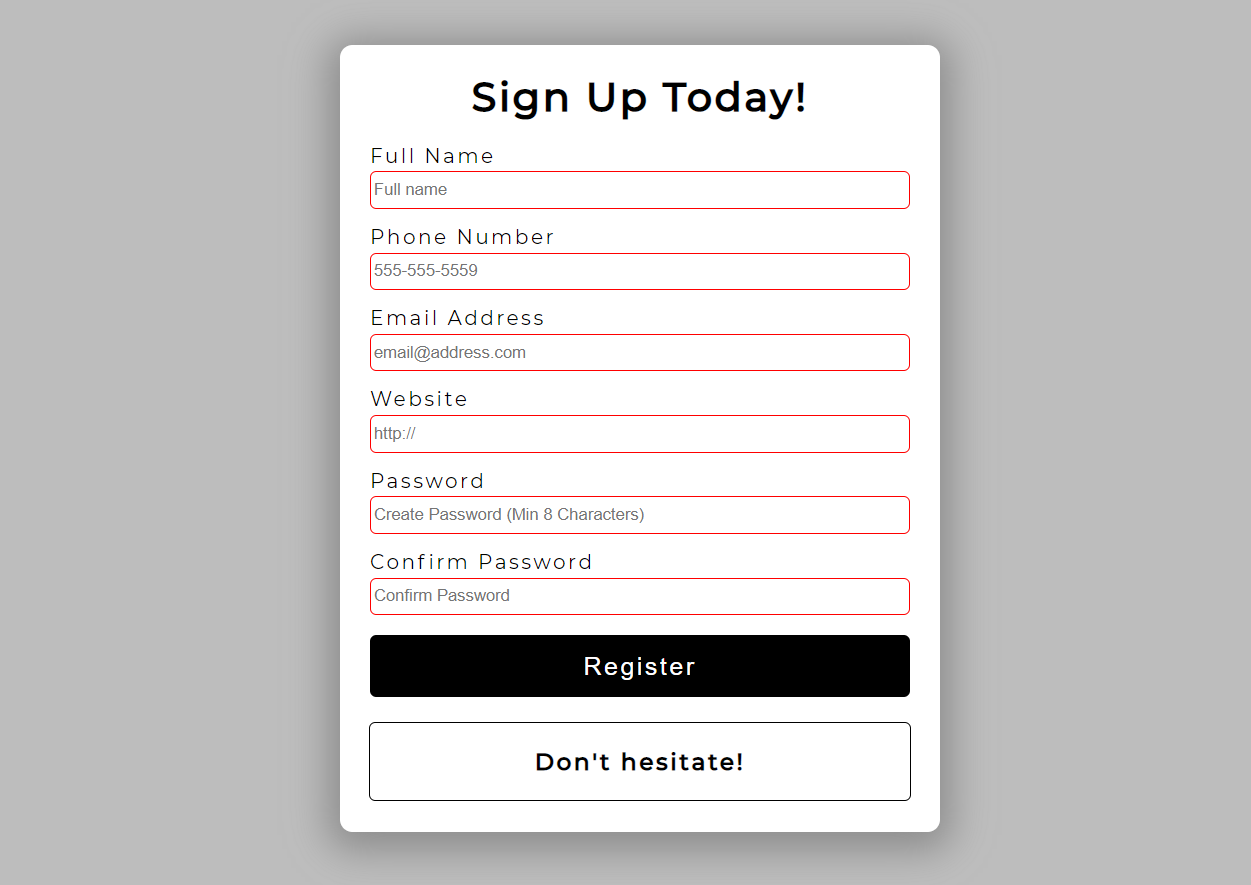 Sign Up Today!
Full Name
Full name
Phone Number
555-555-5559
Email Address
email@address.com
Website
http://
Password
Create Password (Min 8 Characters)
Confirm Password
Confirm Password
Register
Don't hesitate!